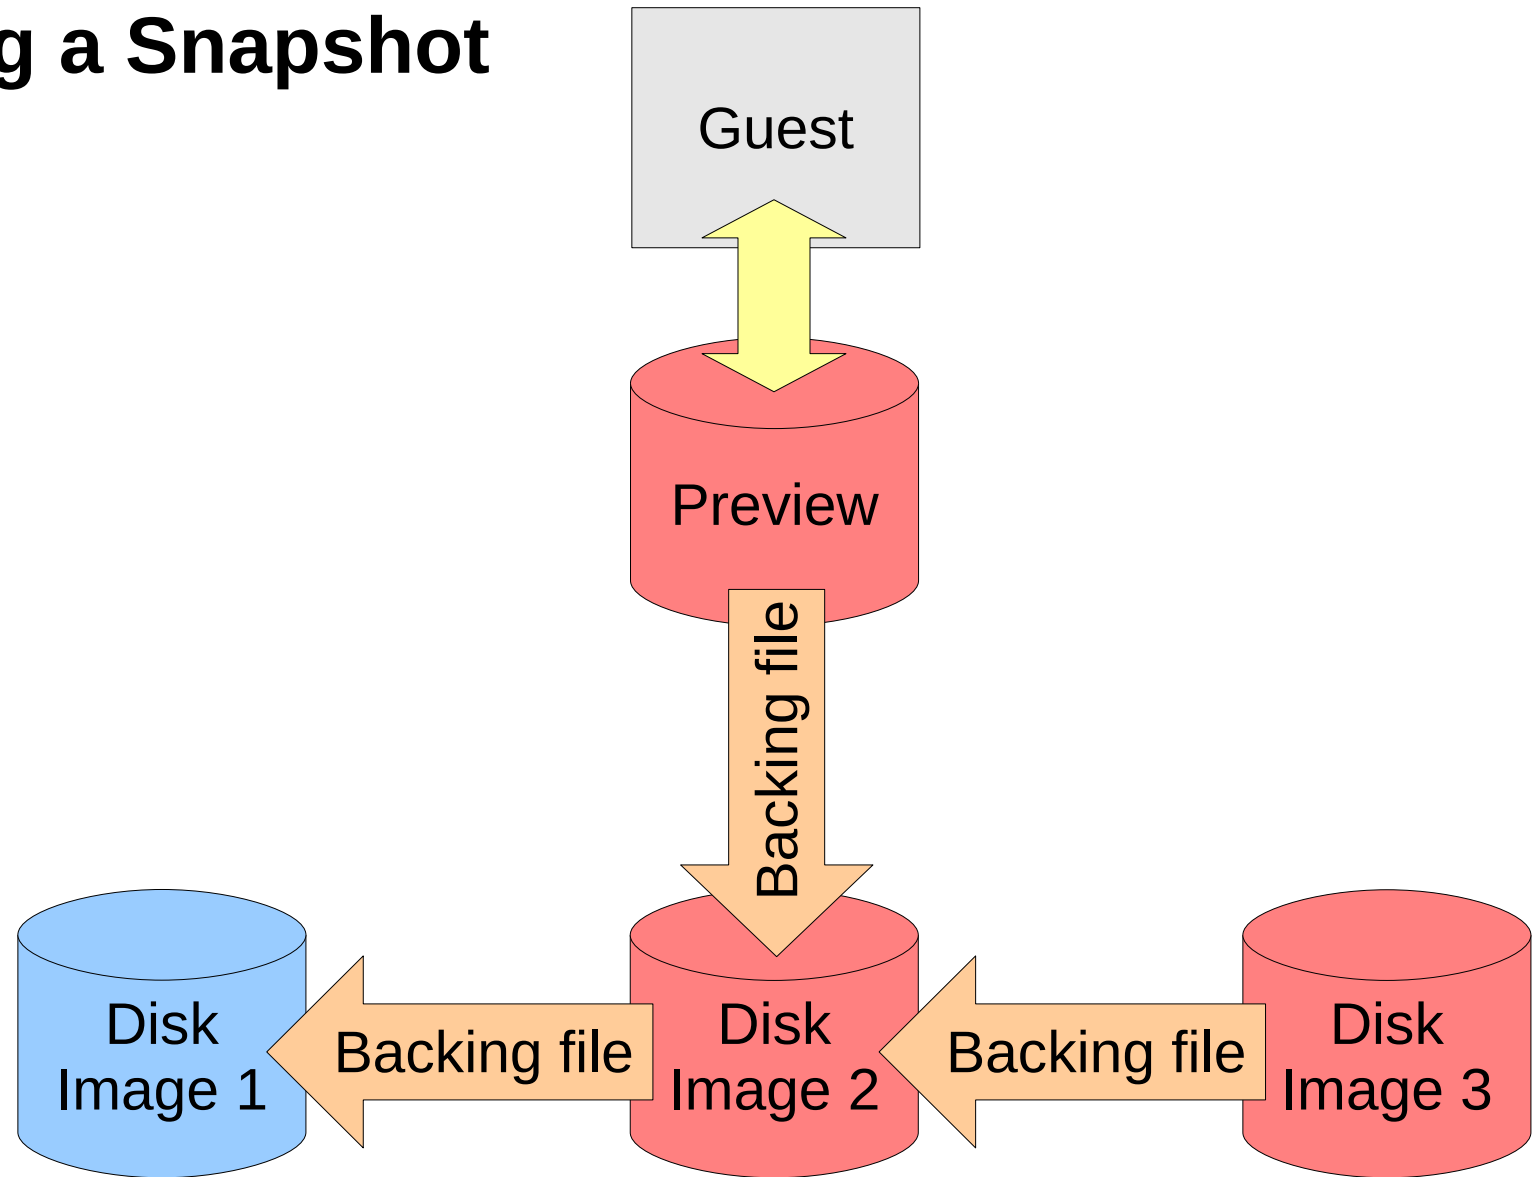 g a Snapshot
Guest
Preview
Backing file
Disk
Image 1
Backing file
Disk
Image 2
Backing file
Disk
Image 3